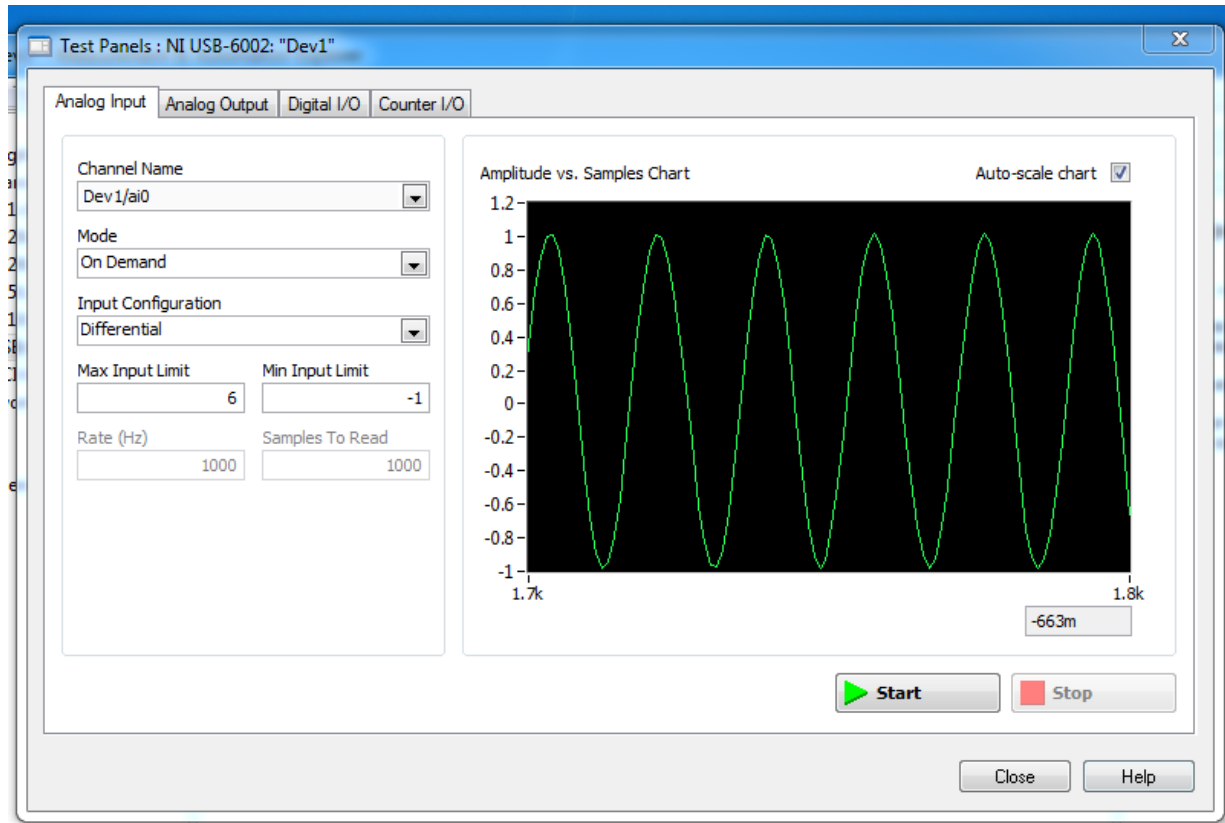 Test Panels : NI USB-6002: "Dev1"
Analog Input Analog Output Digital I/O Counter I/O
Channel Name
Dev1/ai0
Mode
On Demand
Input Configuration
Differential
Max Input Limit Min Input Limit
6 -1
Rate (Hz) Samples To Read
1000 1000
Amplitude vs. Samples Chart Auto-scale chart
1.2
1
0.8
0.6
0.4
0.2
0
-0.2
-0.4
-0.6
-0.8
-1
1.7k 1.8k
-663m
Start Stop
Close Help